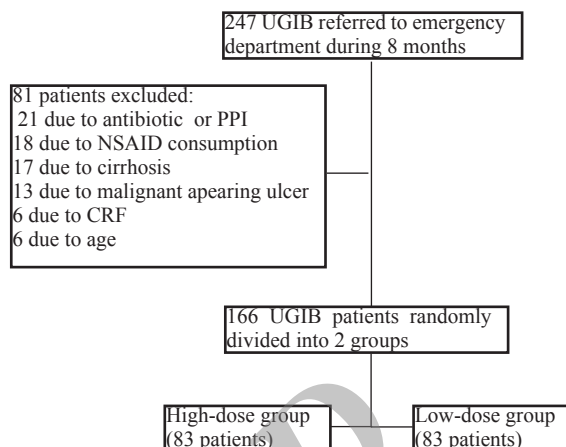 247 UGIB referred to emergency
department during 8 months
81 patients excluded:
21 due to antibiotic or PPI
18 due to NSAID consumption
17 due to cirrhosis
13 due to malignant apearing ulcer
6 due to CRF
6 due to age
166 UGIB patients randomly
divided into 2 groups
High-dose group
(83 patients)
Low-dose group
(83 patients)